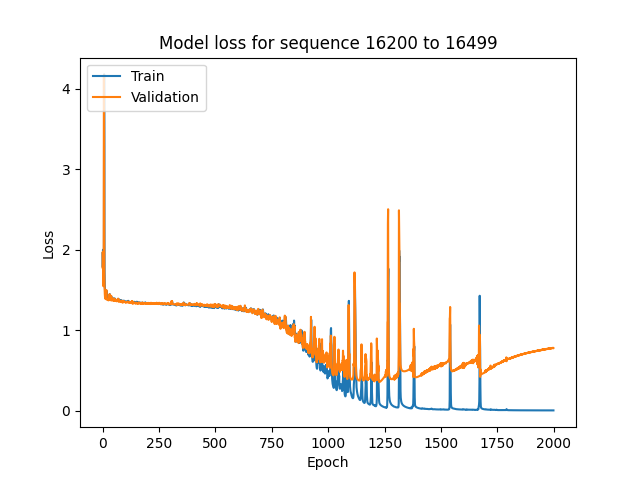 Model loss for sequence 16200 to 16499
Train
Validation
4
3
2
1
0
Loss
0 250 500 750 1000 1250 1500 1750 2000
Epoch